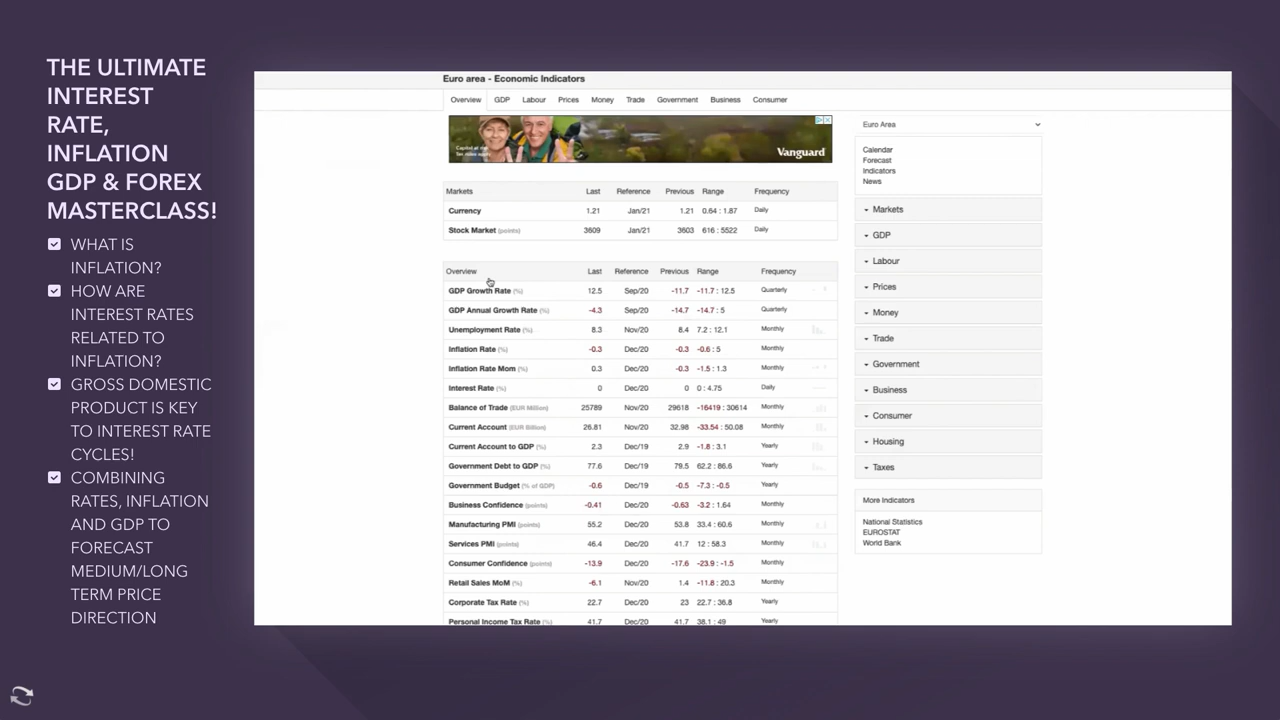 THE ULTIMATE
INTEREST
RATE,
INFLATION
GDP & FOREX
MASTERCLASS!
WHAT IS
INFLATION?
HOW ARE
INTEREST RATES
RELATED TO
INFLATION?
GROSS DOMESTIC
PRODUCT IS KEY
TO INTEREST RATE
CYCLES!
COMBINING
RATES, INFLATION
AND GDP TO
FORECAST
MEDIUM/LONG
TERM PRICE
DIRECTION
Euro area - Economic Indicators
Overview GDP Labour Prices Money Trade Government Business Consumer
Capital at risk.
Tax rules apply.
Vanguard
Markets Last Reference Previous Range Frequency
Currency 1.21 Jan/21 1.21 0.64 : 1.87 Daily
Stock Market (points) 3609 Jan/21 3603 616 : 5522 Daily
Overview Last Reference Previous Range Frequency
GDP Growth Rate (%) 12.5 Sep/20 -11.7 -11.7 : 12.5 Quarterly
GDP Annual Growth Rate (%) -4.3 Sep/20 -14.7 -14.7 : 5 Quarterly
Unemployment Rate (%) 8.3 Nov/20 8.4 7.2 : 12.1 Monthly
Inflation Rate (%) -0.3 Dec/20 -0.3 -0.6 : 5 Monthly
Inflation Rate Mom (%) 0.3 Dec/20 -0.3 -1.5 : 1.3 Monthly
Interest Rate (%) 0 Dec/20 0 0 : 4.75 Daily
Balance of Trade (EUR Million) 25789 Nov/20 29618 -16419 : 30614 Monthly
Current Account (EUR Billion) 26.81 Nov/20 32.98 -33.54 : 50.08 Monthly
Current Account to GDP (%) 2.3 Dec/19 2.9 -1.8 : 3.1 Yearly
Government Debt to GDP (%) 77.6 Dec/19 79.5 62.2 : 86.6 Yearly
Government Budget (% of GDP) -0.6 Dec/19 -0.5 -7.3 : -0.5 Yearly
Business Confidence (points) -0.41 Dec/20 -0.63 -3.2 : 1.64 Monthly
Manufacturing PMI (points) 55.2 Dec/20 53.8 33.4 : 60.6 Monthly
Services PMI (points) 46.4 Dec/20 41.7 12 : 58.3 Monthly
Consumer Confidence (points) -13.9 Dec/20 -17.6 -23.9 : -1.5 Monthly
Retail Sales MoM (%) -6.1 Nov/20 1.4 -11.8 : 20.3 Monthly
Corporate Tax Rate (%) 22.7 Dec/20 23 22.7 : 36.8 Yearly
Personal Income Tax Rate (%) 41.7 Dec/20 41.7 38.1 : 49 Yearly
Euro Area
Calendar
Forecast
Indicators
News
Markets
GDP
Labour
Prices
Money
Trade
Government
Business
Consumer
Housing
Taxes
More Indicators
National Statistics
EUROSTAT
World Bank